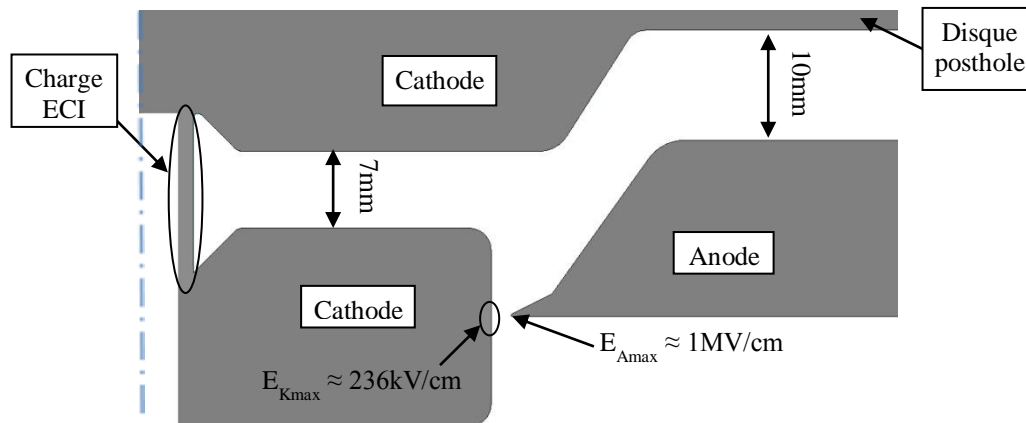 Disque
posthole
Charge
ECI
Cathode
10mm
7mm
Anode
Cathode
E_Amax ≈ 1MV/cm
E_Kmax ≈ 236kV/cm